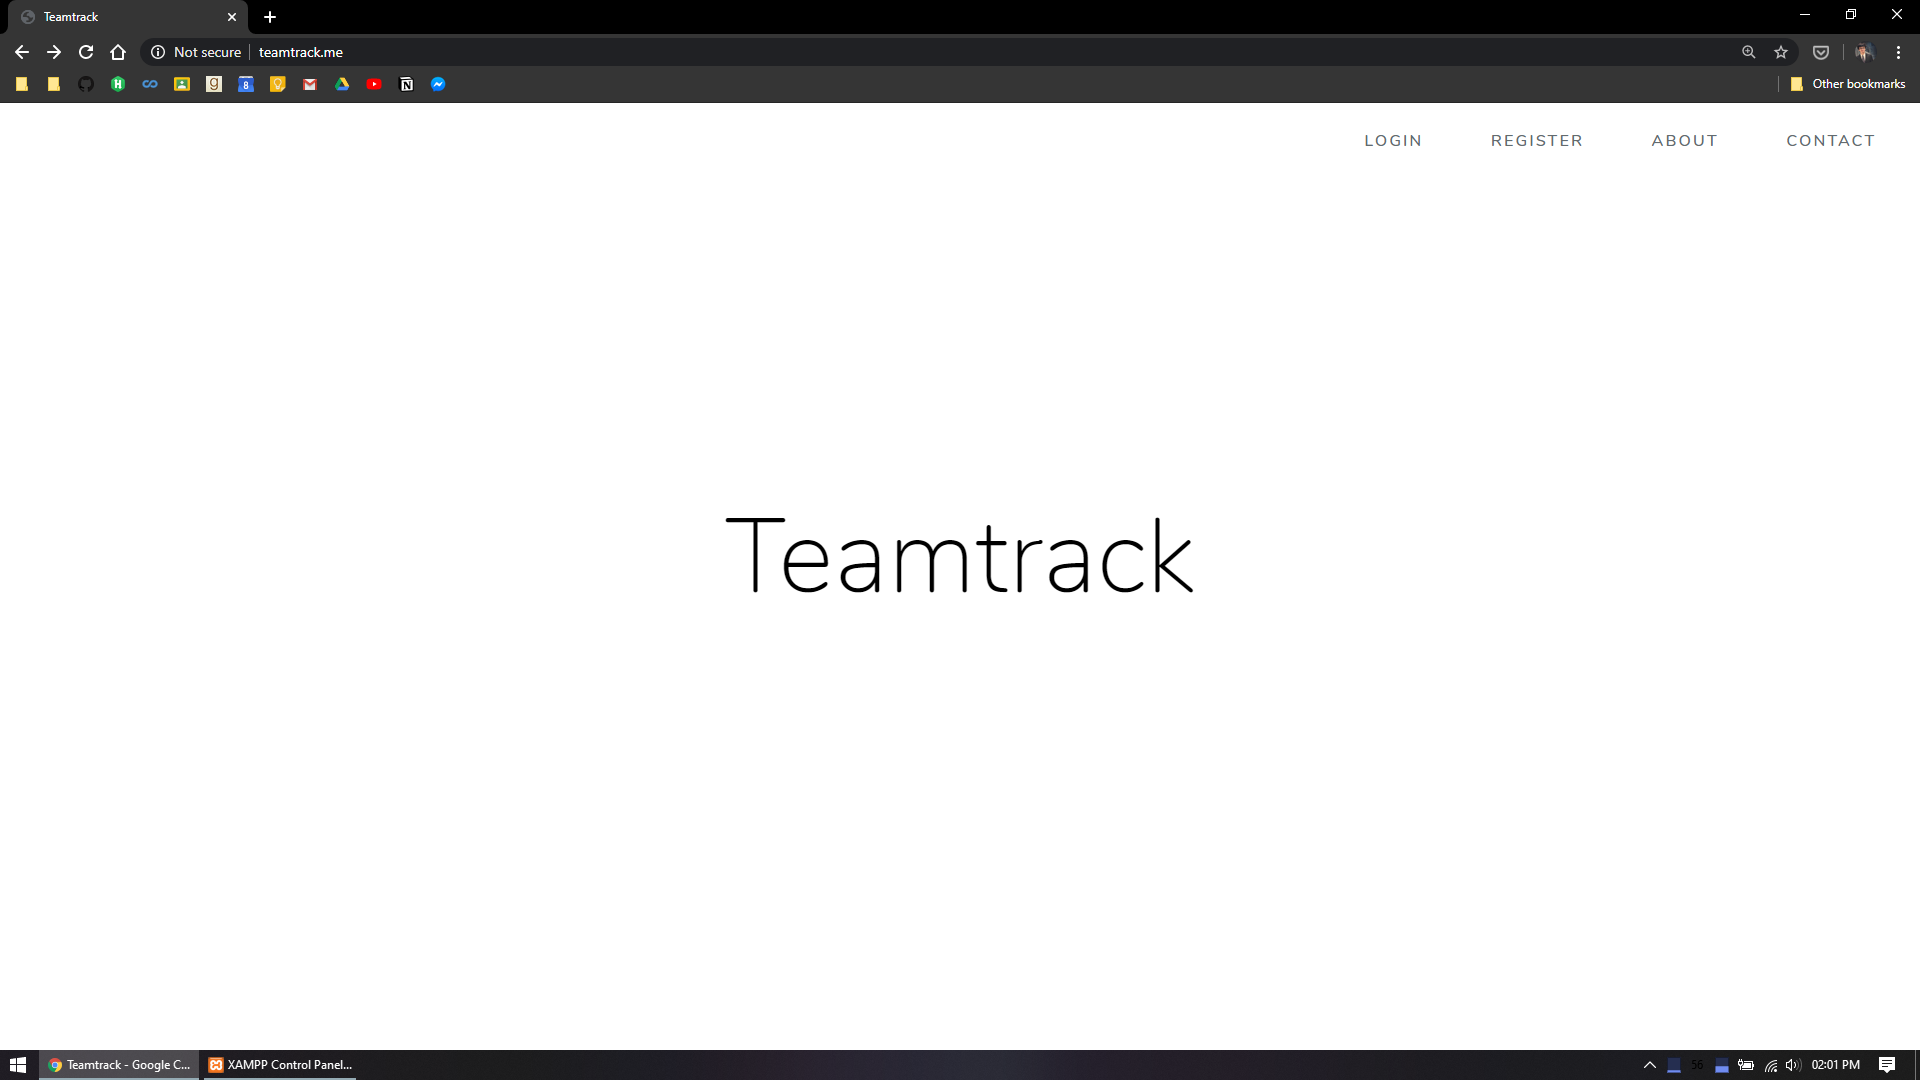 Teamtrack
Not secure
teamtrack.me
Other bookmarks
LOGIN
REGISTER
ABOUT
CONTACT
Teamtrack
Teamtrack - Google C...
XAMPP Control Panel...
56
02:01 PM